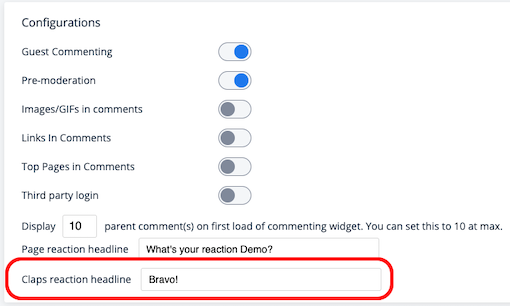 Configurations
Guest Commenting
Pre-moderation
Images/GIFs in comments
Links In Comments
Top Pages in Comments
Third party login
Display 10 parent comment(s) on first load of commenting widget. You can set this to 10 at max.
Page reaction headline What's your reaction Demo?
Claps reaction headline Bravo!